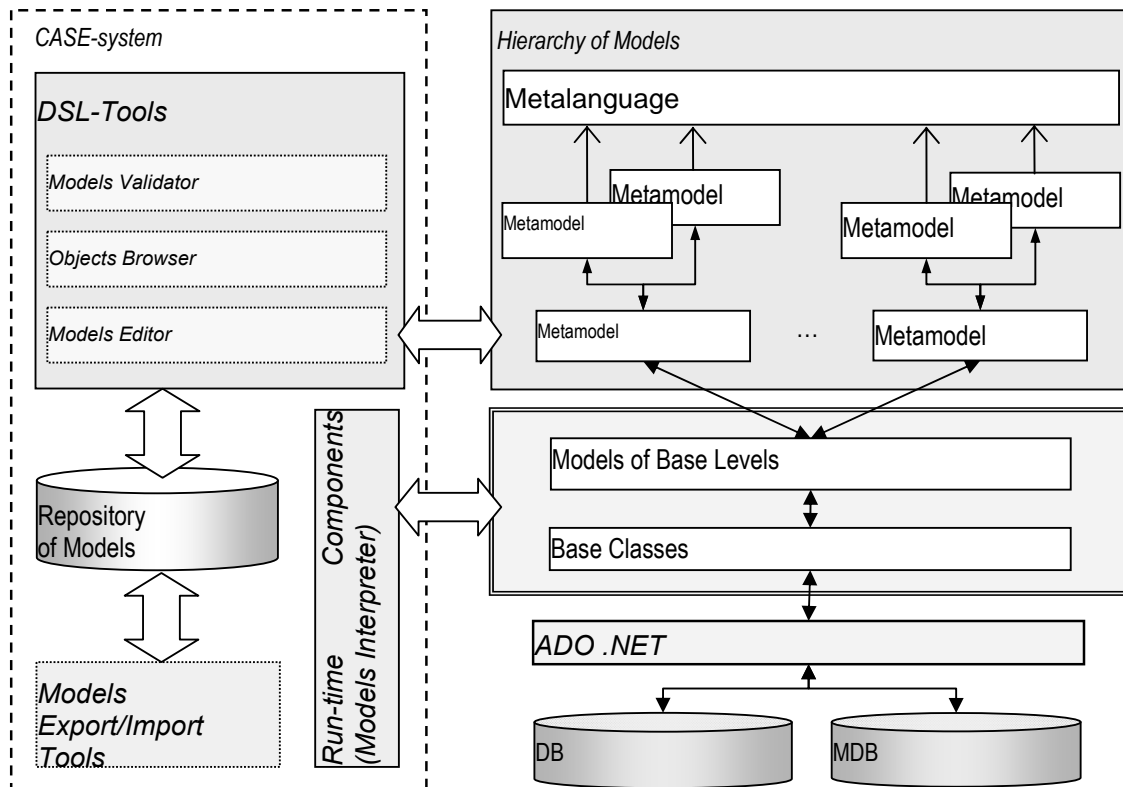 CASE-system
DSL-Tools
Models Validator
Objects Browser
Models Editor
Repository
of Models
Models
Export/Import
Tools
Run-time Components
(Models Interpreter)
Hierarchy of Models
Metalanguage
Metamodel
Metamodel
Metamodel
Metamodel
Metamodel
...
Metamodel
Models of Base Levels
Base Classes
ADO .NET
DB
MDB